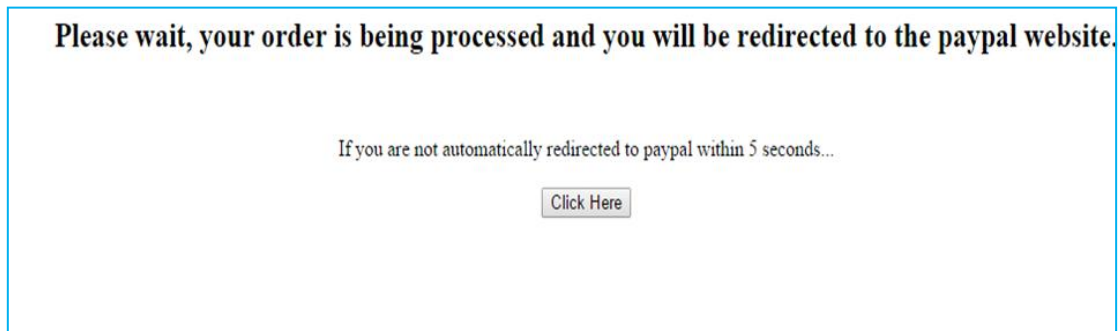 Please wait, your order is being processed and you will be redirected to the paypal website.
If you are not automatically redirected to paypal within 5 seconds...
Click Here